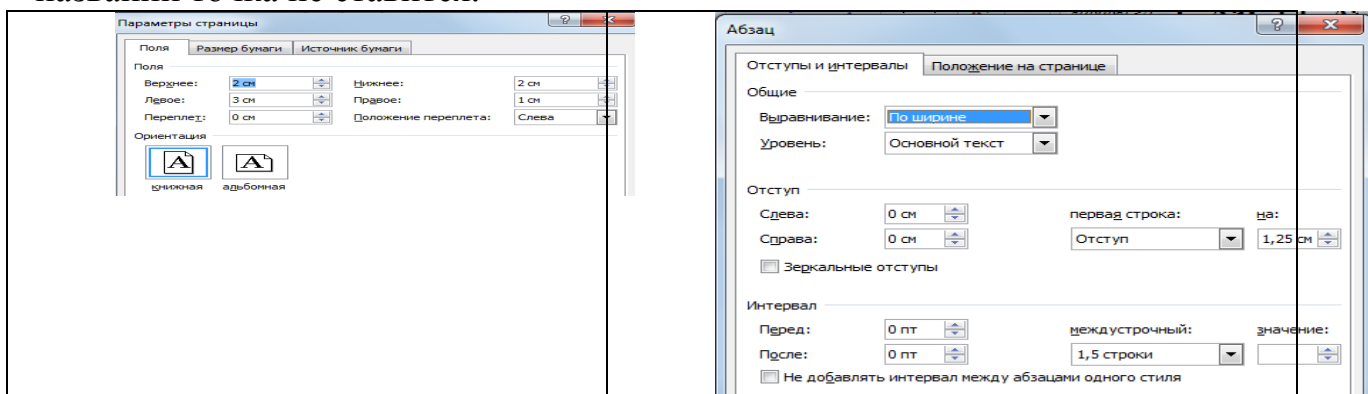 Параметры страницы
Поля Размер бумаги Источник бумаги
Поля
Верхнее: 2 см Нижнее: 2 см
Левое: 3 см Правое: 1 см
Переплет: 0 см Положение переплета: Слева
Ориентация
A A
книжная альбомная
Абзац
Отступы и интервалы Положение на странице
Общие
Выравнивание: По ширине
Уровень: Основной текст
Отступ
Слева: 0 см первая строка: на:
Справа: 0 см Отступ 1,25 см
Зеркальные отступы
Интервал
Перед: 0 пт междустрочный: значение:
После: 0 пт 1,5 строки
Не добавлять интервал между абзацами одного стиля